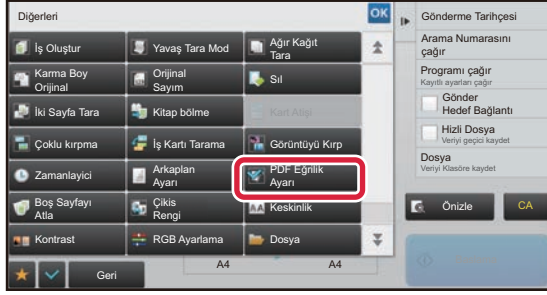 Diğerleri
OK
İş Oluştur
Yavaş Tara Mod
Ağır Kağıt
Tara
Karma Boy
Orijinal
Orijinal
Sayım
Sıl
İki Sayfa Tara
Kitap bölme
Kart Atışı
Çoklu kırpma
İş Kartı Tarama
Görüntüyü Kırp
Zamanlayici
Arkaplan
Ayarı
PDF Eğrilik
Ayarı
Boş Sayfayı
Atla
Çikis
Rengi
Keskinlik
Kontrast
RGB Ayarlama
Dosya
Geri
A4
A4
Gönderme Tarihçesi
Arama Numarasını
çağır
Programı çağır
Kayıtlı ayarları çağır
Gönder
Hedef Bağlantı
Hizli Dosya
Veriyi geçici kaydet
Dosya
Veriyi Klasöre kaydet
Önizle
CA